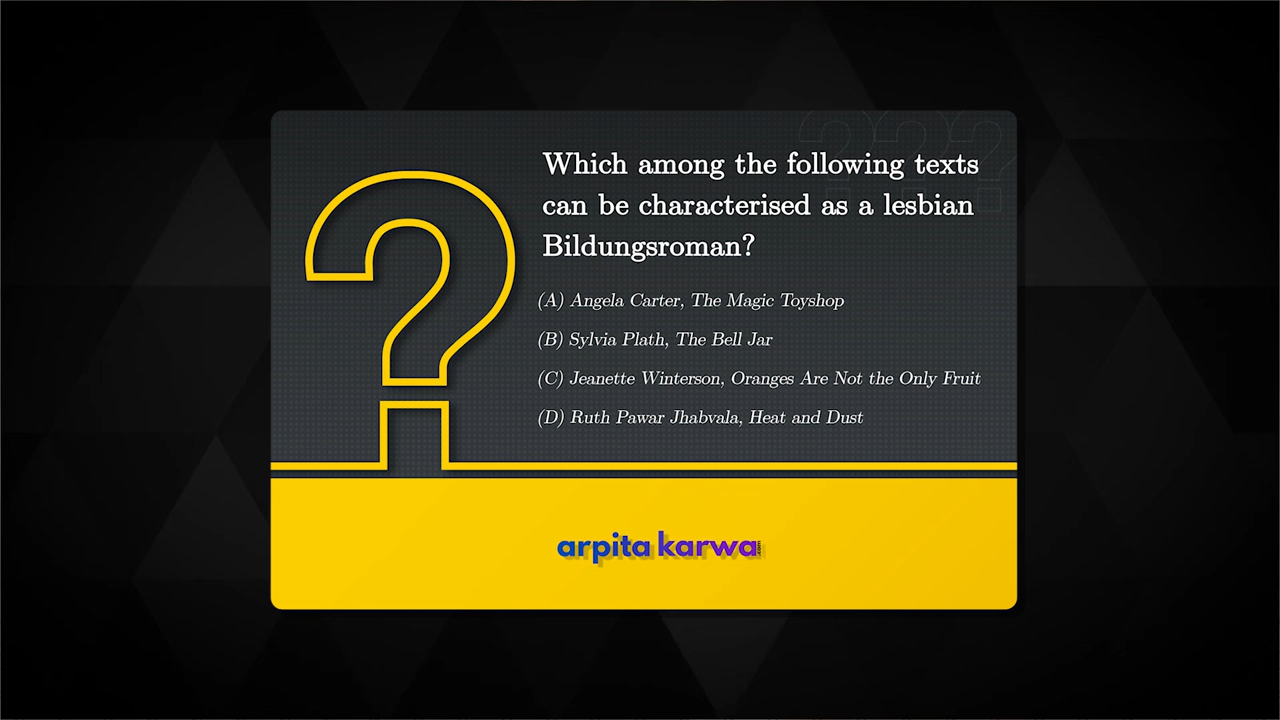 Which among the following texts
can be characterised as a lesbian
Bildungsroman?
(A) Angela Carter, The Magic Toyshop
(B) Sylvia Plath, The Bell Jar
(C) Jeanette Winterson, Oranges Are Not the Only Fruit
(D) Ruth Pawar Jhabvala, Heat and Dust
arpita karwa .com